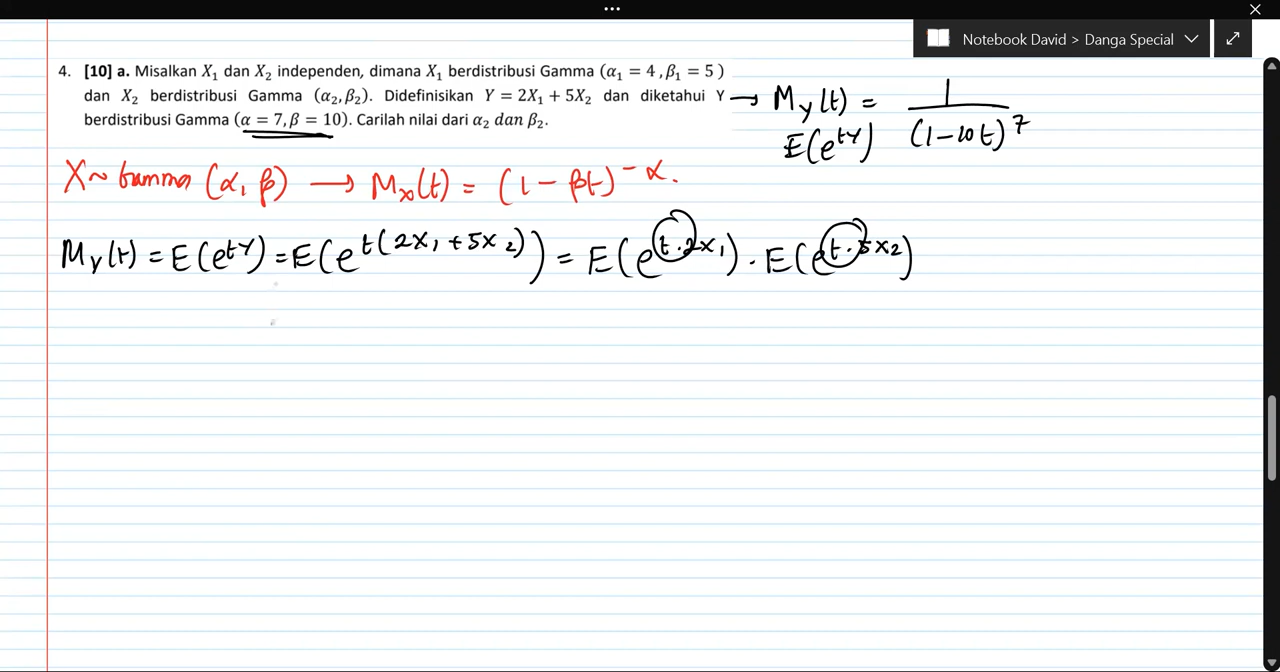 Notebook David > Danga Special
4. [10] a. Misalkan X₁ dan X₂ independen, dimana X₁ berdistribusi Gamma (α₁ = 4 , β₁ = 5 )
dan X₂ berdistribusi Gamma (α₂, β₂). Didefinisikan Y = 2X₁ + 5X₂ dan diketahui Y
berdistribusi Gamma (α = 7, β = 10). Carilah nilai dari α₂ dan β₂.
→ M_Y(t) = 1/(1-10t)^7
E(e^{tY})
X ~ Gamma (α, β) → M_X(t) = (1 - βt)^{-α}.
M_Y(t) = E(e^{tY}) = E(e^{t(2X₁ + 5X₂)}) = E(e^{t·2X₁}) · E(e^{t·5X₂})